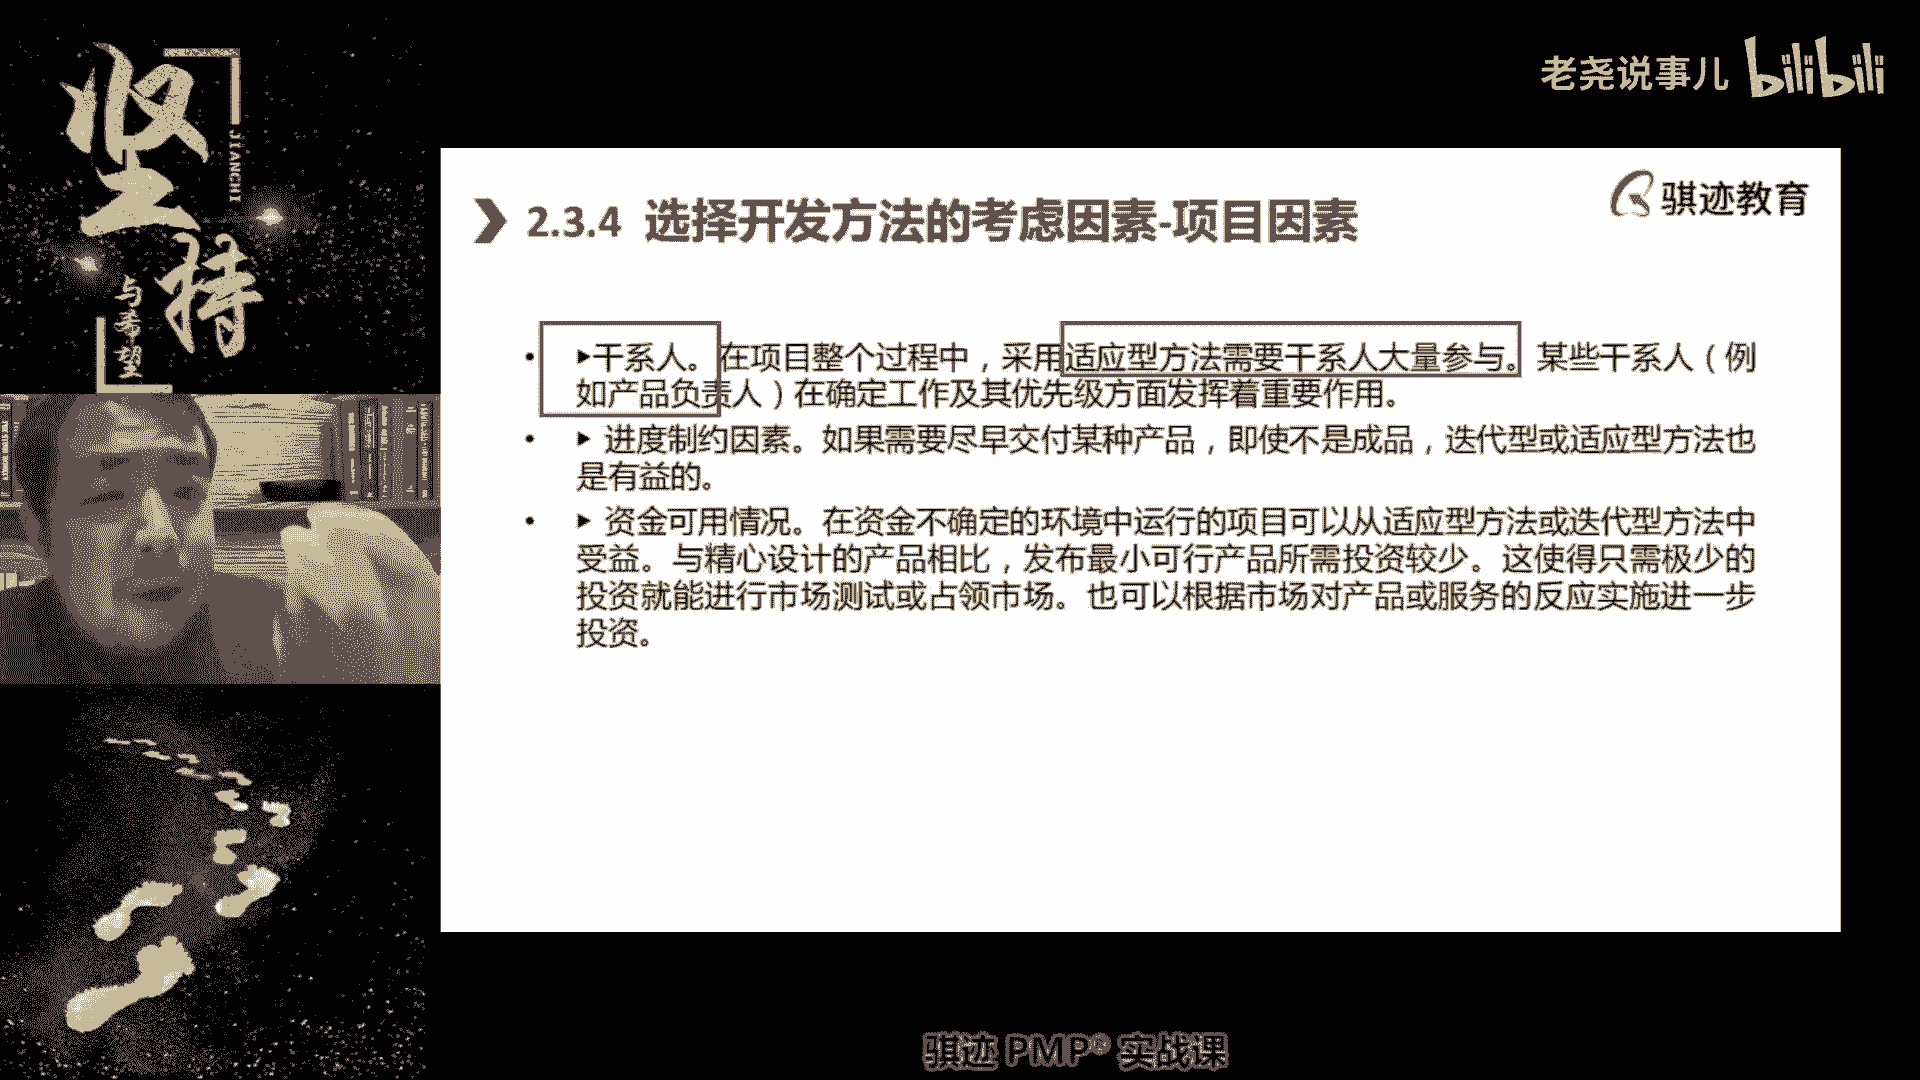 坚持
JIANCHI
与希望
老尧说事儿 bilibili
骐迹教育
2.3.4 选择开发方法的考虑因素-项目因素
• ▶干系人。在项目整个过程中，采用适应型方法需要干系人大量参与。某些干系人（例
如产品负责人）在确定工作及其优先级方面发挥着重要作用。
• ▶ 进度制约因素。如果需要尽早交付某种产品，即使不是成品，迭代型或适应型方法也
是有益的。
• ▶ 资金可用情况。在资金不确定的环境中运行的项目可以从适应型方法或迭代型方法中
受益。与精心设计的产品相比，发布最小可行产品所需投资较少。这使得只需极少的
投资就能进行市场测试或占领市场。也可以根据市场对产品或服务的反应实施进一步
投资。
骐迹 PMP® 实战课